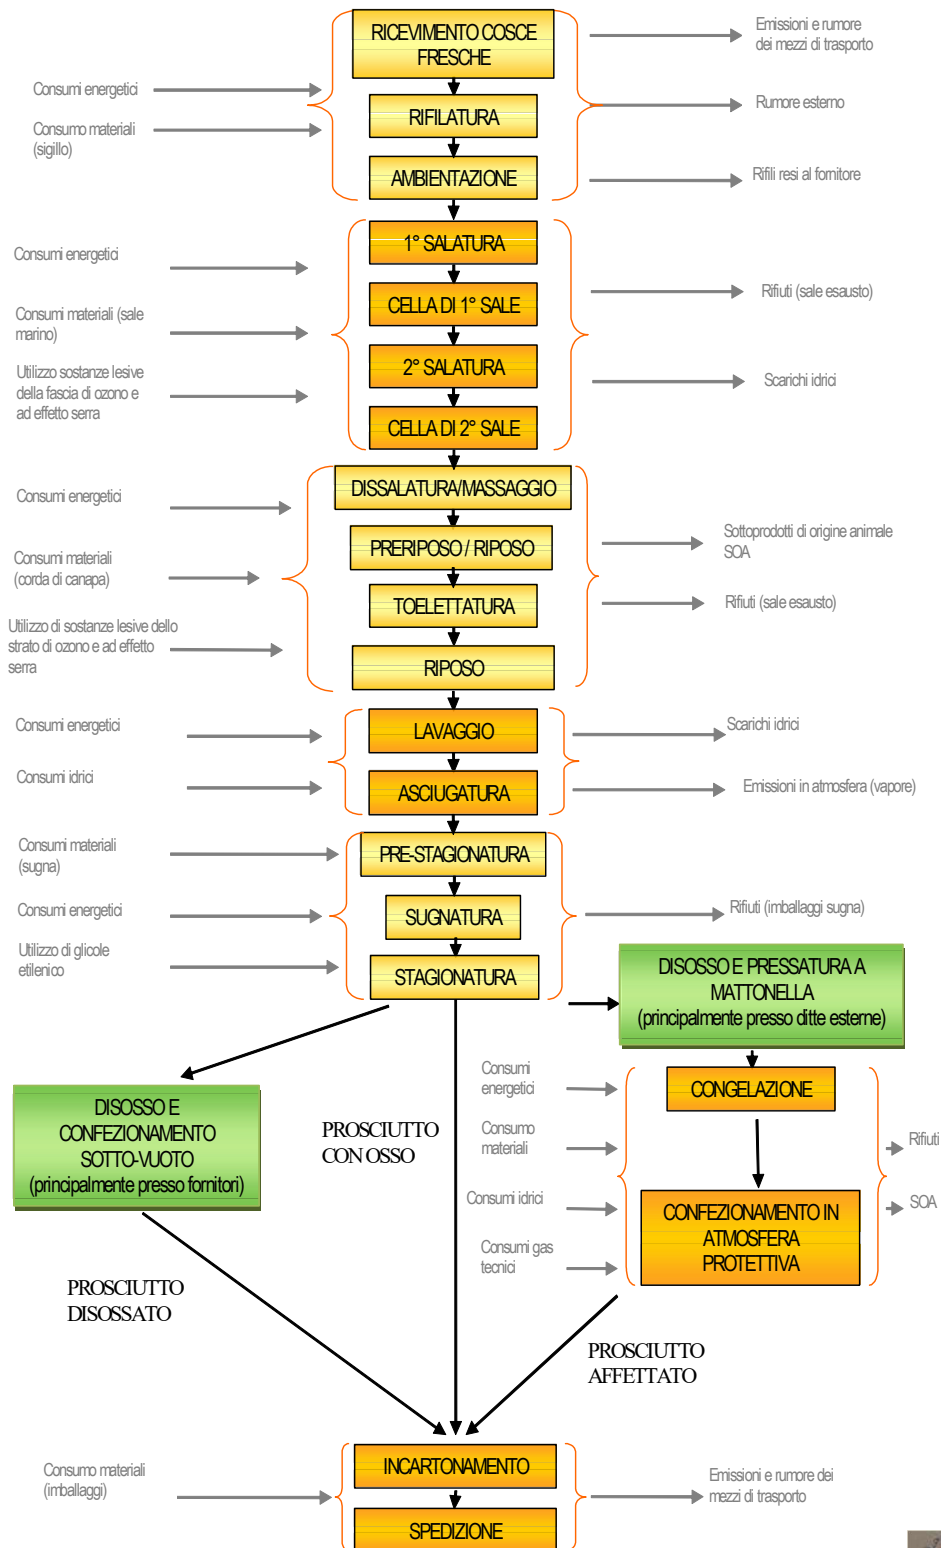 RICEVIMENTO COSCE
FRESCHE
Emissioni e rumore
dei mezzi di trasporto
Consumi energetici
RIFILATURA
Rumore esterno
Consumo materiali
(sigillo)
AMBIENTAZIONE
Rifili resi al fornitore
1° SALATURA
Consumi energetici
CELLA DI 1° SALE
Rifiuti (sale esausto)
Consumi materiali (sale
marino)
2° SALATURA
Utilizzo sostanze lesive
della fascia di ozono e
ad effetto serra
Scarichi idrici
CELLA DI 2° SALE
DISSALATURA/MASSAGGIO
Consumi energetici
PRERIPOSO / RIPOSO
Sottoprodotti di origine animale
SOA
Consumi materiali
(corda di canapa)
TOELETTATURA
Rifiuti (sale esausto)
Utilizzo di sostanze lesive dello
strato di ozono e ad effetto
serra
RIPOSO
Consumi energetici
LAVAGGIO
Scarichi idrici
Consumi idrici
ASCIUGATURA
Emissioni in atmosfera (vapore)
Consumi materiali
(sugna)
PRE-STAGIONATURA
Consumi energetici
SUGNATURA
Rifiuti (imballaggi sugna)
Utilizzo di glicole
etilenico
STAGIONATURA
DISOSSO E PRESSATURA A
MATTONELLA
(principalmente presso ditte esterne)
Consumi
energetici
CONGELAZIONE
DISOSSO E
CONFEZIONAMENTO
SOTTO-VUOTO
(principalmente presso fornitori)
PROSCIUTTO
CON OSSO
Consumo
materiali
Rifiuti
Consumi idrici
SOA
CONFEZIONAMENTO IN
ATMOSFERA
PROTETTIVA
Consumi gas
tecnici
PROSCIUTTO
DISOSSATO
PROSCIUTTO
AFFETTATO
INCARTONAMENTO
Consumo materiali
(imballaggi)
Emissioni e rumore dei
mezzi di trasporto
SPEDIZIONE